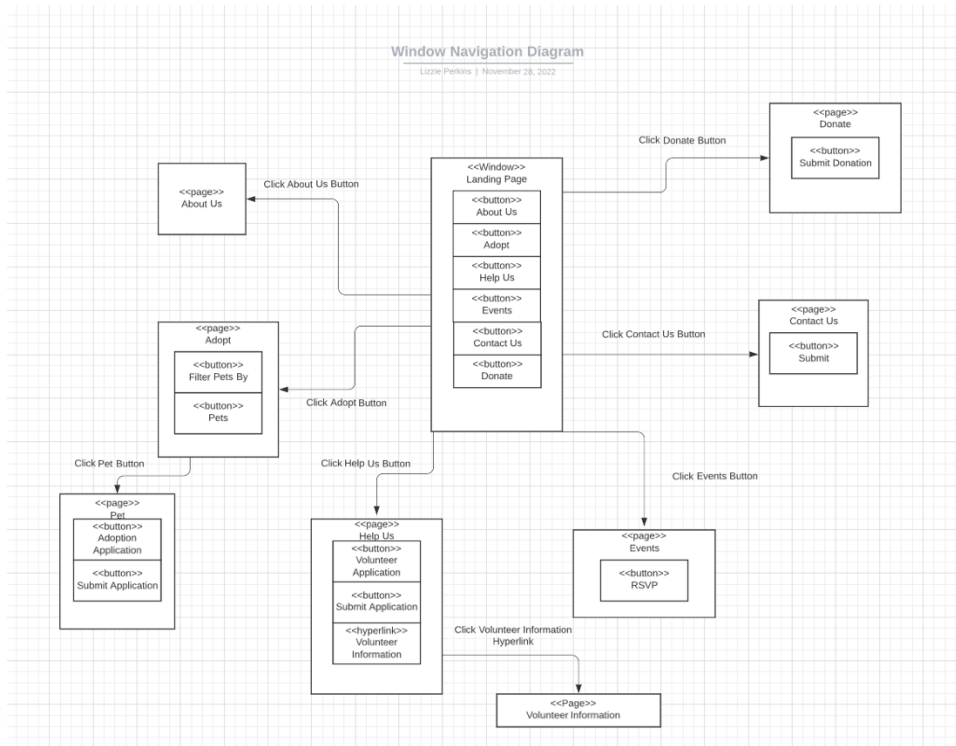 Window Navigation Diagram
Lizzie Perkins | November 28, 2022
<<page>>
Donate
<<button>>
Submit Donation
Click Donate Button
<<Window>>
Landing Page
<<button>>
About Us
<<button>>
Adopt
<<button>>
Help Us
<<button>>
Events
<<button>>
Contact Us
<<button>>
Donate
Click About Us Button
<<page>>
About Us
<<page>>
Contact Us
<<button>>
Submit
Click Contact Us Button
<<page>>
Adopt
<<button>>
Filter Pets By
<<button>>
Pets
Click Adopt Button
Click Pet Button
<<page>>
Pet
<<button>>
Adoption
Application
<<button>>
Submit Application
Click Help Us Button
<<page>>
Help Us
<<button>>
Volunteer
Application
<<button>>
Submit Application
<<hyperlink>>
Volunteer
Information
Click Events Button
<<page>>
Events
<<button>>
RSVP
Click Volunteer Information
Hyperlink
<<Page>>
Volunteer Information